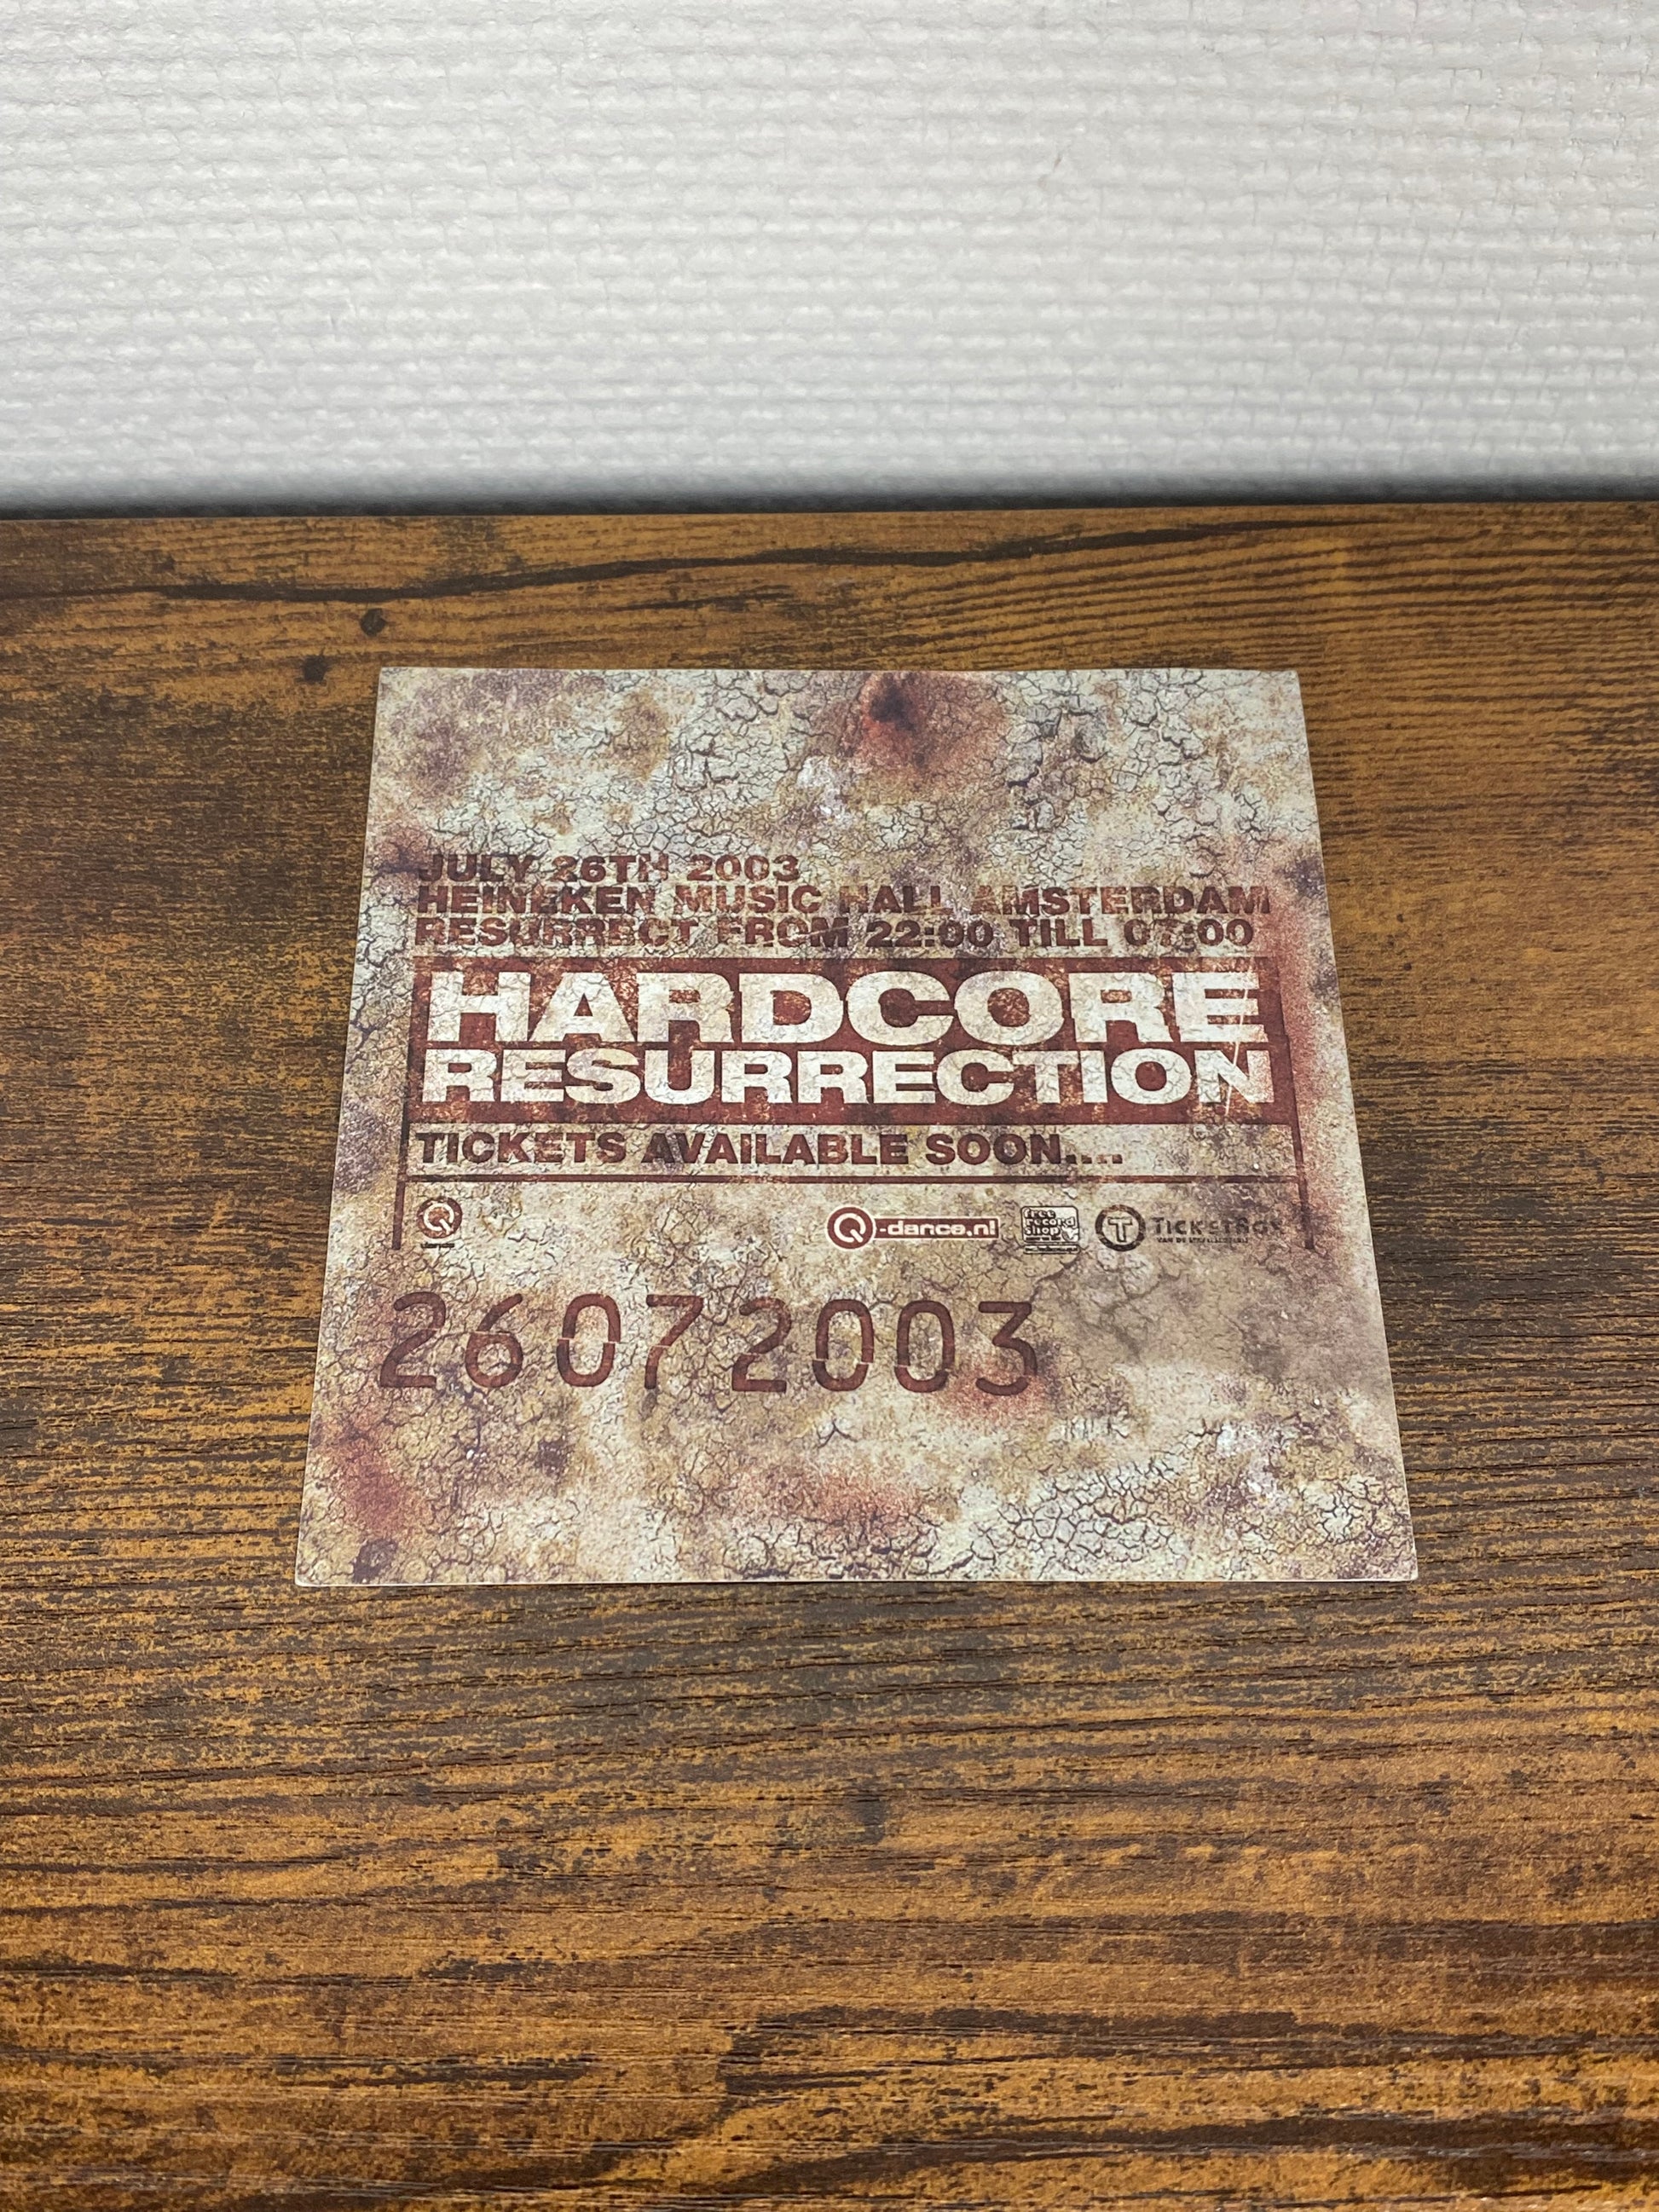 JULY 26TH 2003
HEINEKEN MUSIC HALL AMSTERDAM
RESURRECT FROM 22:00 TILL 07:00
HARDCORE
RESURRECTION
TICKETS AVAILABLE SOON....
Q Q-dance.nl free record shop T TICKETBOX
26072003